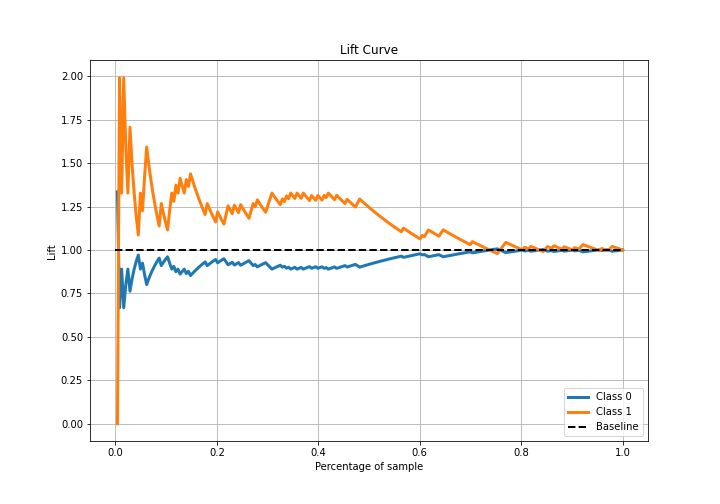 Lift Curve
2.00
1.75
1.50
1.25
1.00
0.75
0.50
0.25
0.00
Lift
0.0 0.2 0.4 0.6 0.8 1.0
Percentage of sample
Class 0
Class 1
Baseline